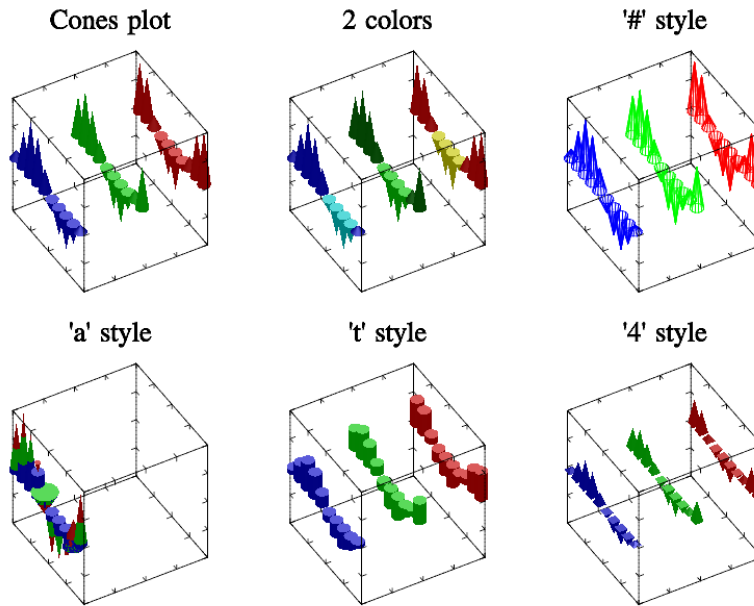 Cones plot
2 colors
'#' style
'a' style
't' style
'4' style